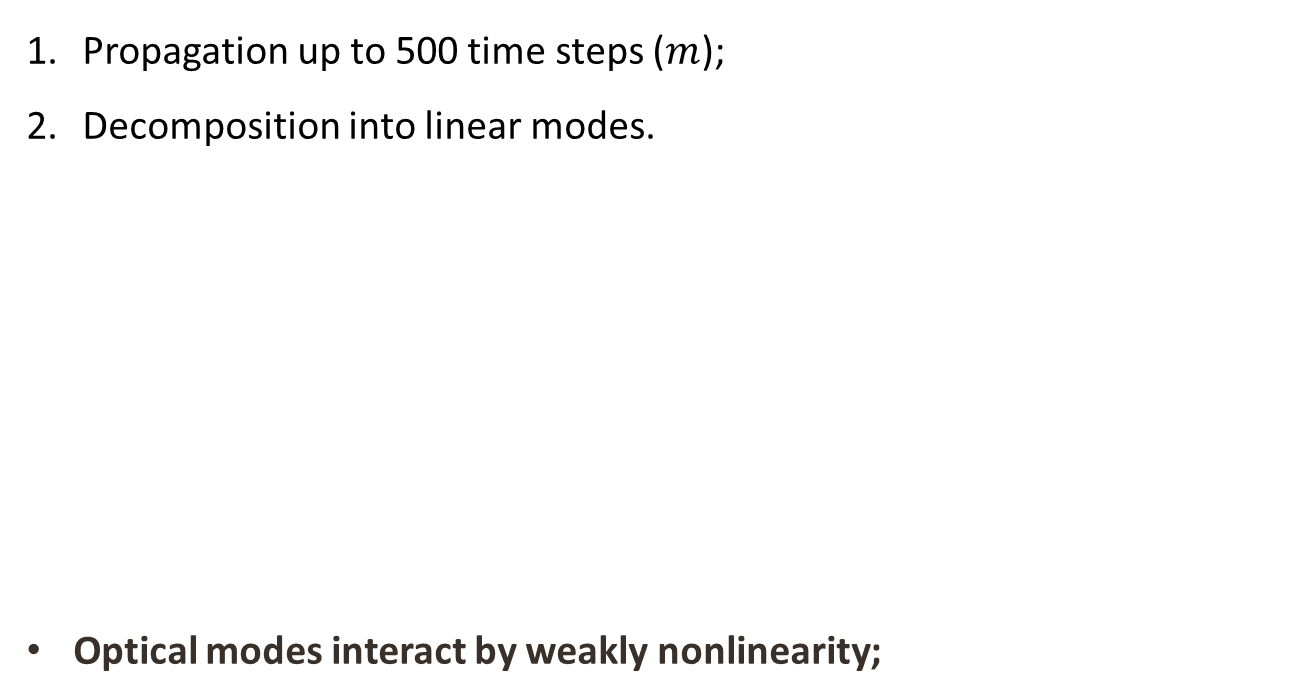 1. Propagation up to 500 time steps (𝑚);
2. Decomposition into linear modes.
• Optical modes interact by weakly nonlinearity;